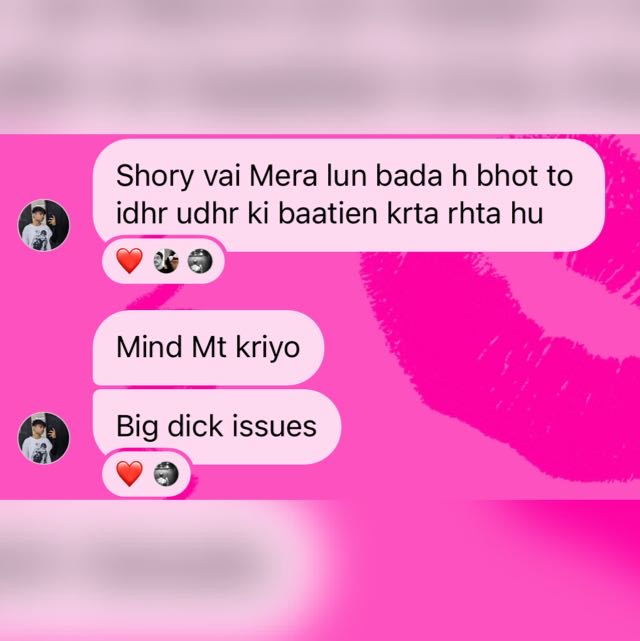 Shory vai Mera lun bada h bhot to
idhr udhr ki baatien krta rhta hu
Mind Mt kriyo
Big dick issues